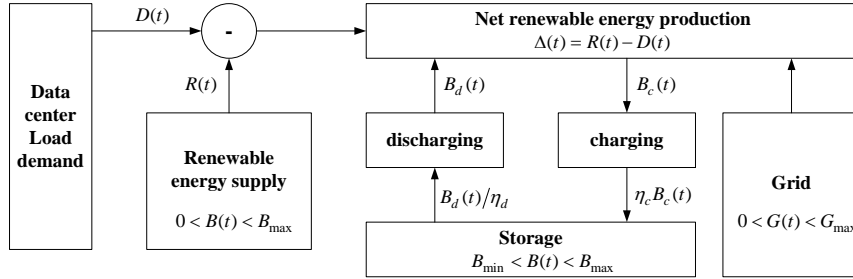 D(t)
-
Net renewable energy production
Δ(t) = R(t) − D(t)
R(t)
B_d(t)
B_c(t)
Data
center
Load
demand
discharging
charging
Renewable
energy supply
0 < B(t) < B_max
B_d(t)/η_d
η_c B_c(t)
Grid
0 < G(t) < G_max
Storage
B_min < B(t) < B_max